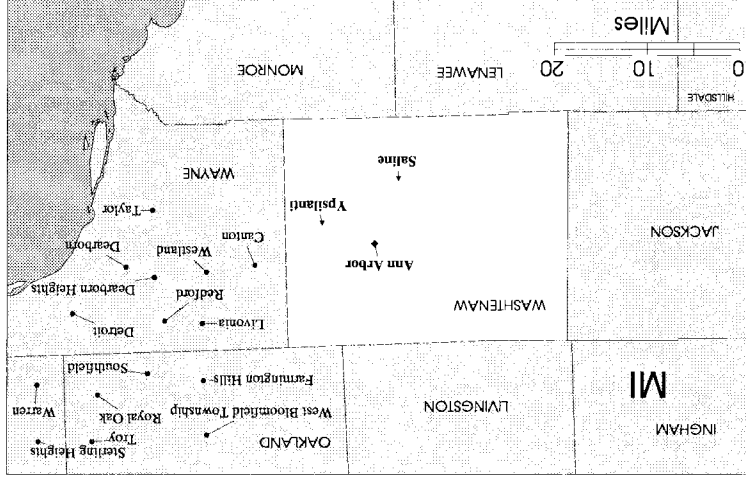 INGHAM
MI
LIVINGSTON
OAKLAND
West Bloomfield Township
Farmington Hills
Troy
Sterling Heights
Royal Oak
Warren
Southfield
JACKSON
WASHTENAW
Ann Arbor
Ypsilanti
Saline
Livonia
Redford
Detroit
Canton
Westland
Dearborn Heights
Dearborn
Taylor
WAYNE
HILLSDALE
LENAWEE
MONROE
0 10 20
Miles